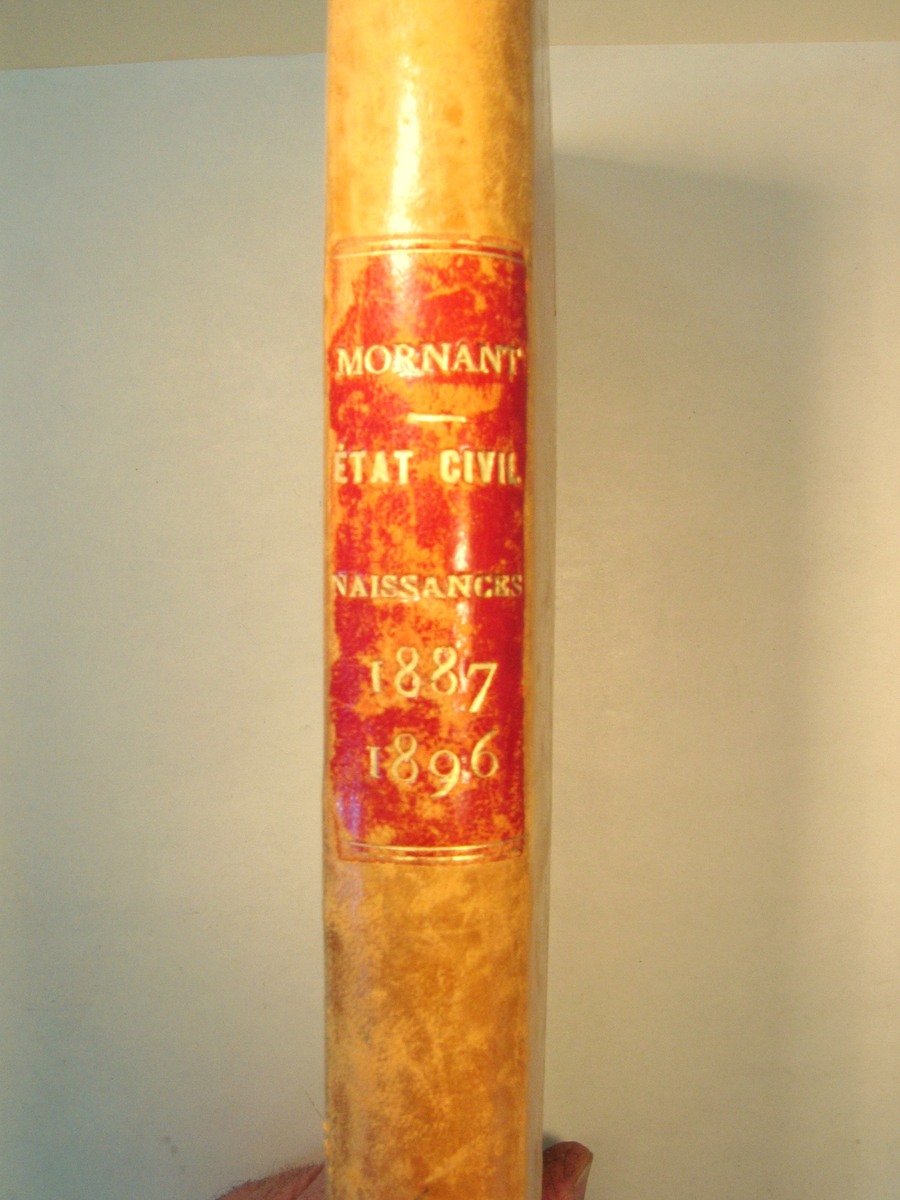 MORNANT
ÉTAT CIVIL
NAISSANCES
1887
1896